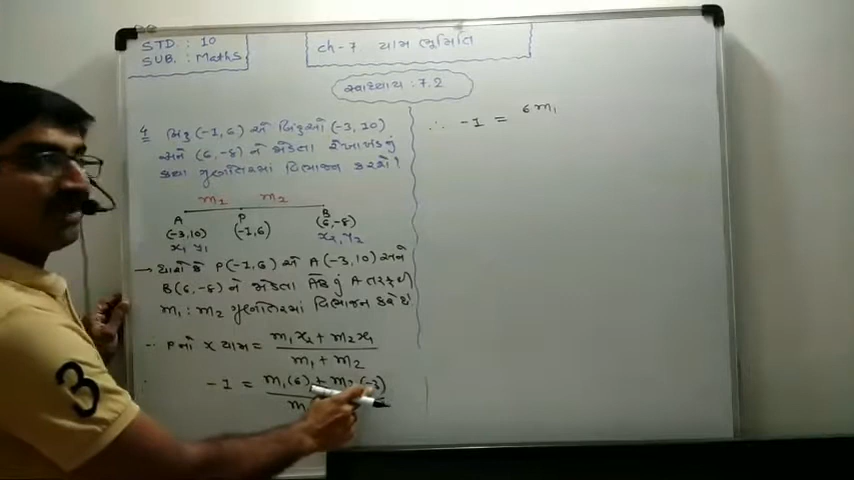 STD. : 10
SUB. : Maths
ch-7 યામ ભૂમિતિ
સ્વાધ્યાય : 7.2
4 બિંદુ (-1,6) એ બિંદુઓ (-3,10)
અને (6,-8) ને જોડતા રેખાખંડનું
કયા ગુણોત્તરમાં વિભાજન કરશે?
m₁ m₂
A P B
(-3,10) (-1,6) (6,-8)
x₁ y₁ x₂, y₂
→ ધારો કે P(-1,6) એ A(-3,10) અને
B(6,-8) ને જોડતા AB નું A તરફથી
m₁ : m₂ ગુણોત્તરમાં વિભાજન કરે છે
∴ P નો x યામ = m₁x₂ + m₂x₁
m₁ + m₂
-1 = m₁(6) + m₂(-3)
∴ -1 = 6m₁